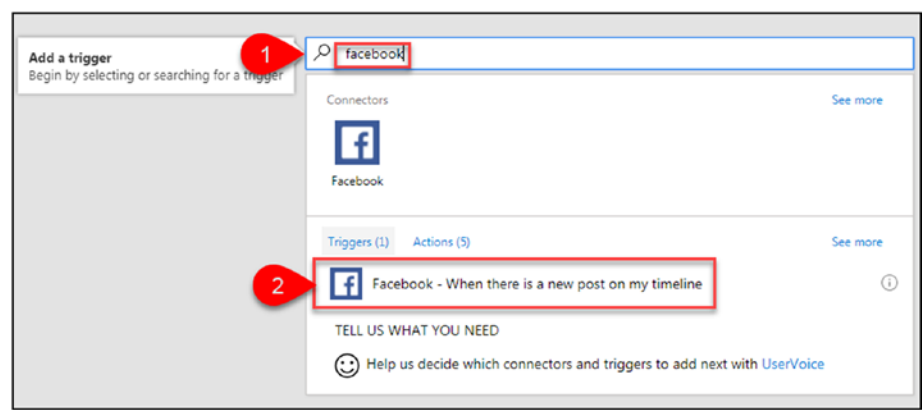 Add a trigger
Begin by selecting or searching for a trigger
1
facebook
Connectors
See more
f
Facebook
Triggers (1) Actions (5) See more
2
f Facebook - When there is a new post on my timeline
TELL US WHAT YOU NEED
Help us decide which connectors and triggers to add next with UserVoice